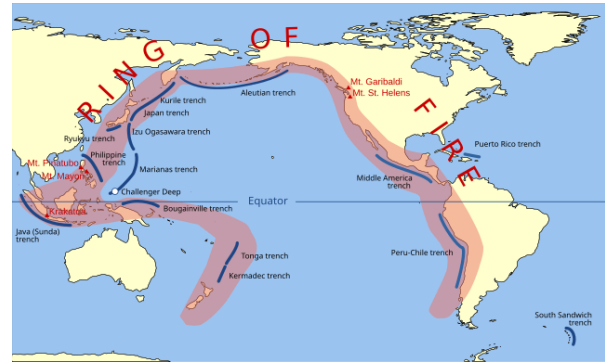 RING OF FIRE
Mt. Garibaldi
Mt. St. Helens
Kurile trench
Aleutian trench
Japan trench
Izu Ogasawara trench
Ryukyu trench
Puerto Rico trench
Philippine
trench
Mt. Pinatubo
Mt. Mayon
Marianas trench
Middle America
trench
Challenger Deep
Equator
Bougainville trench
Krakatoa
Java (Sunda)
trench
Tonga trench
Kermadec trench
Peru-Chile trench
South Sandwich
trench